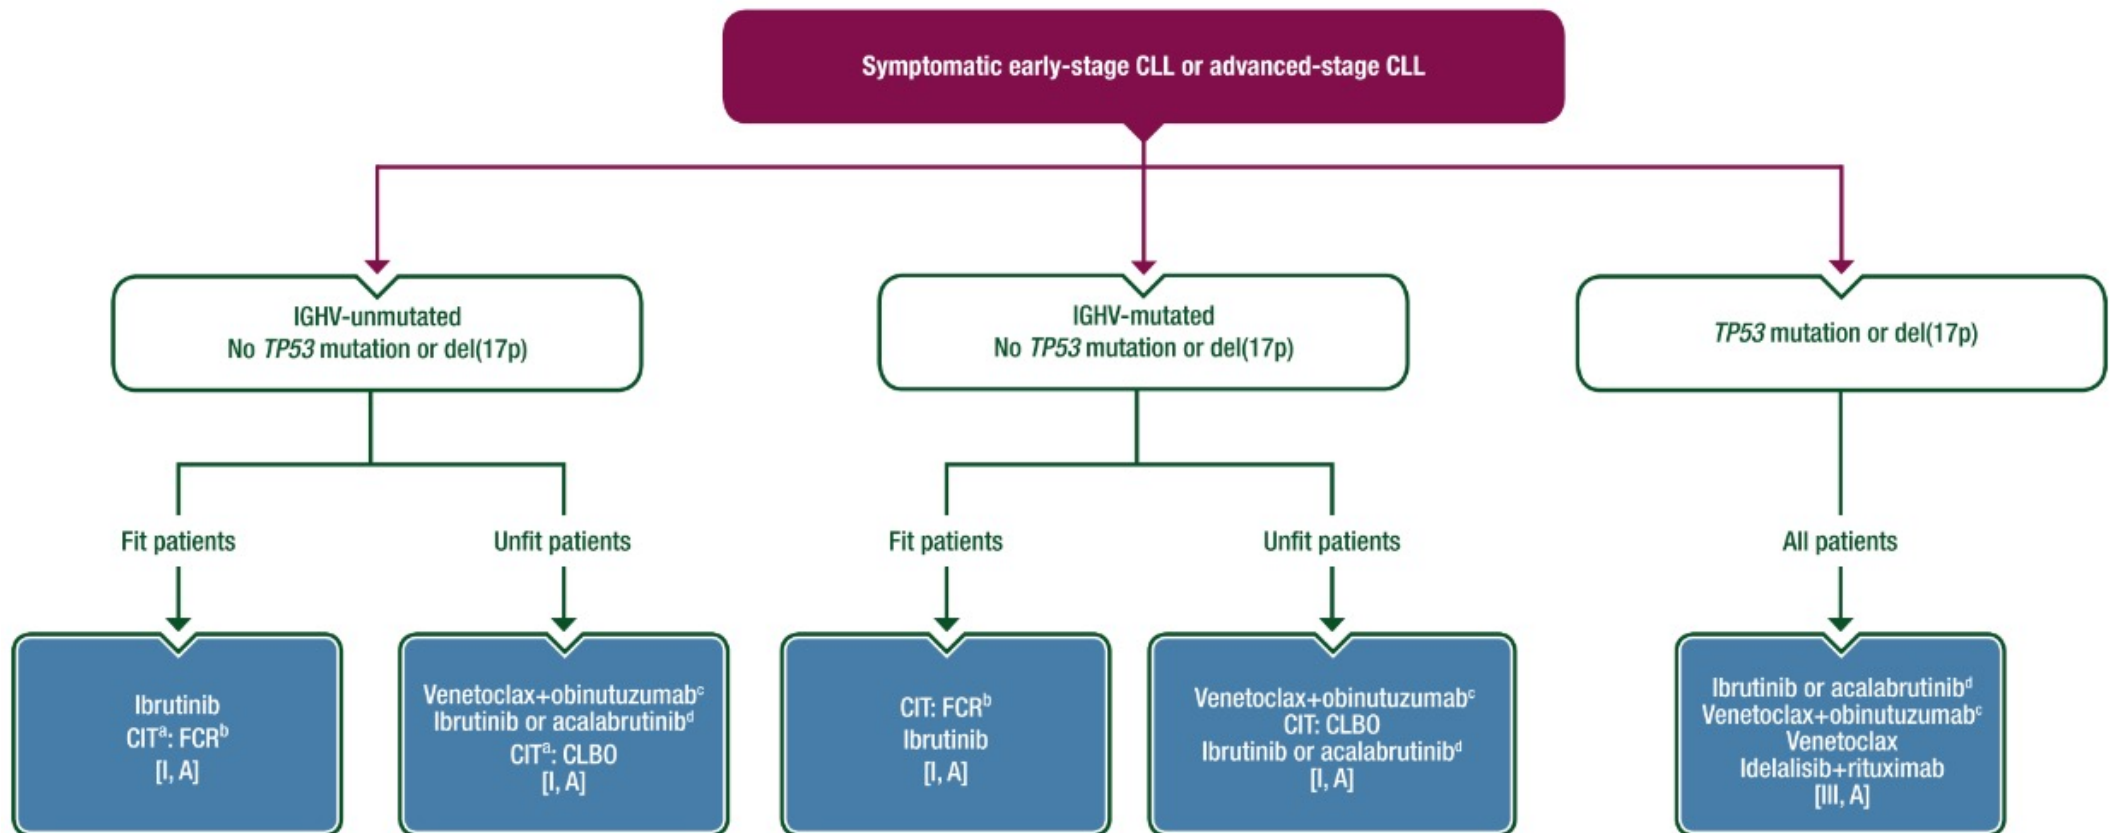 Symptomatic early-stage CLL or advanced-stage CLL
IGHV-unmutated
No TP53 mutation or del(17p)
IGHV-mutated
No TP53 mutation or del(17p)
TP53 mutation or del(17p)
Fit patients
Unfit patients
Fit patients
Unfit patients
All patients
Ibrutinib
CITᵃ: FCRᵇ
[I, A]
Venetoclax+obinutuzumabᶜ
Ibrutinib or acalabrutinibᵈ
CITᵃ: CLBO
[I, A]
CIT: FCRᵇ
Ibrutinib
[I, A]
Venetoclax+obinutuzumabᶜ
CIT: CLBO
Ibrutinib or acalabrutinibᵈ
[I, A]
Ibrutinib or acalabrutinibᵈ
Venetoclax+obinutuzumabᶜ
Venetoclax
Idelalisib+rituximab
[III, A]